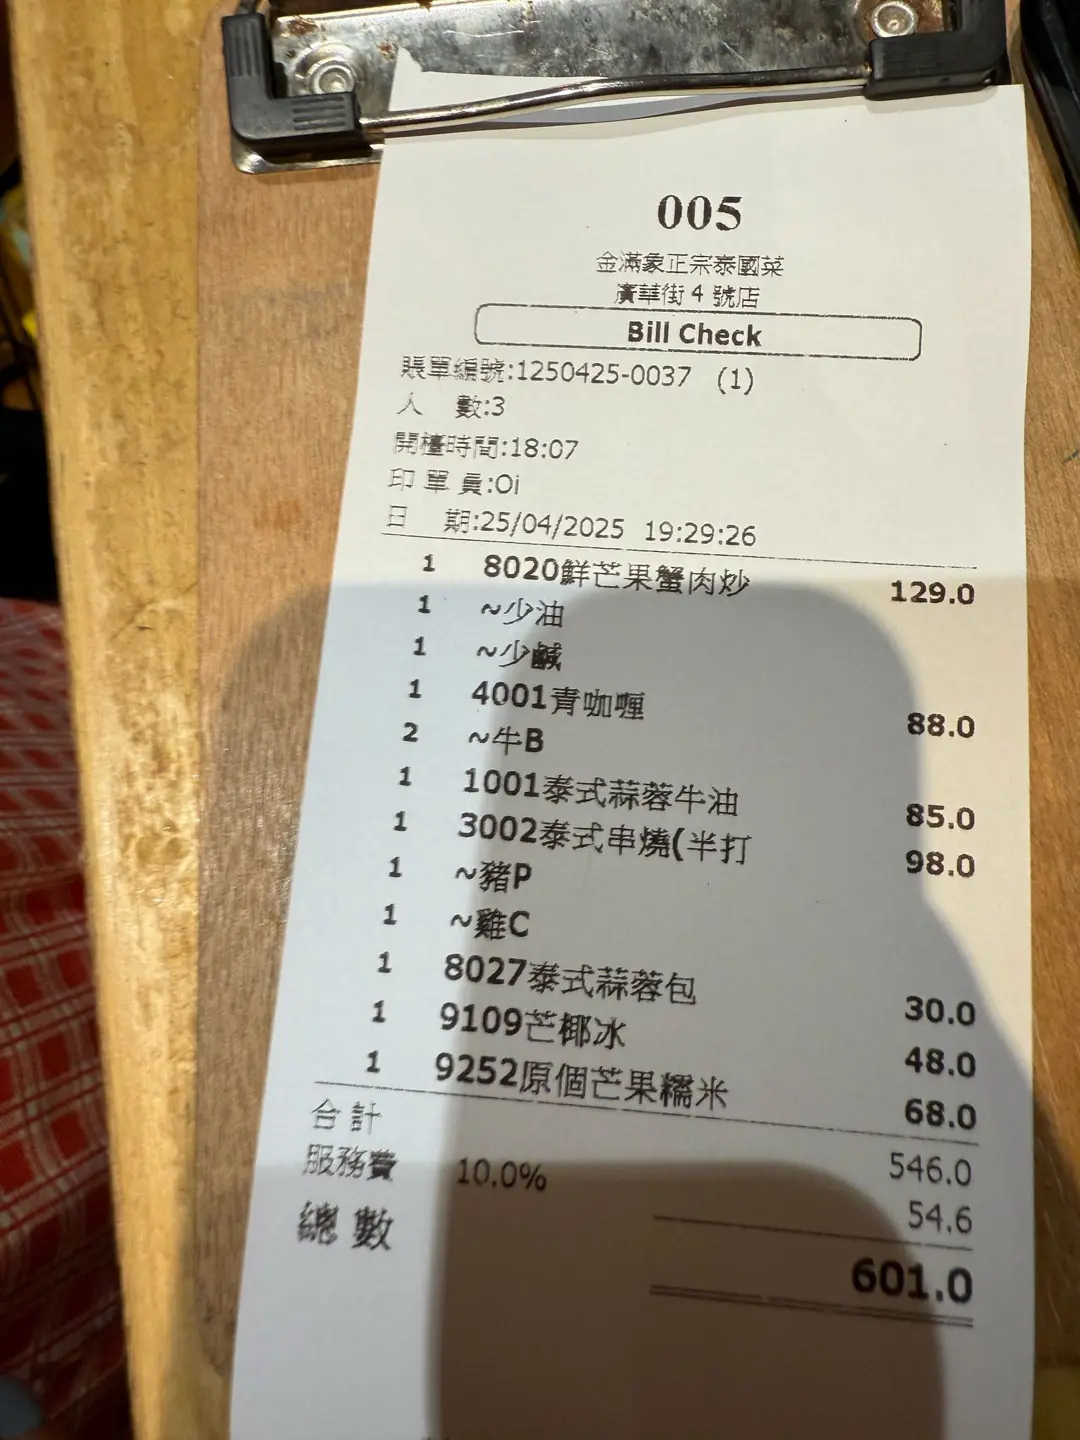 005
金滿象正宗泰國菜
廣華街 4 號店
Bill Check
賬單編號:1250425-0037 (1)
人 數:3
開檯時間:18:07
印 單 員:Oi
日 期:25/04/2025 19:29:26
1 8020鮮芒果蟹肉炒 129.0
1 ~少油
1 ~少鹹
1 4001青咖喱 88.0
2 ~牛B
1 1001泰式蒜蓉牛油 85.0
1 3002泰式串燒(半打 98.0
1 ~豬P
1 ~雞C
1 8027泰式蒜蓉包 30.0
1 9109芒椰冰 48.0
1 9252原個芒果糯米 68.0
合 計 546.0
服務費 10.0% 54.6
總 數 601.0